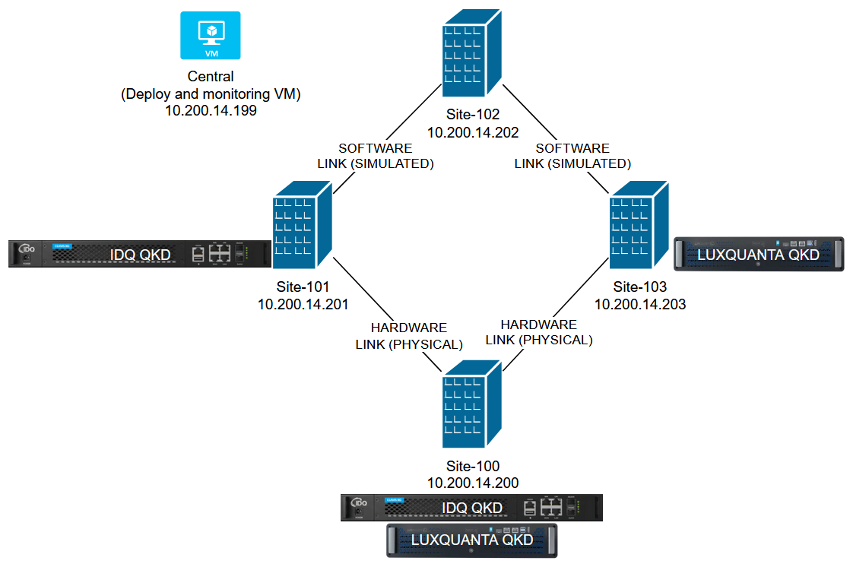 VM
Central
(Deploy and monitoring VM)
10.200.14.199
Site-102
10.200.14.202
SOFTWARE
LINK (SIMULATED)
SOFTWARE
LINK (SIMULATED)
IDQ
IDQ QKD
Site-101
10.200.14.201
LUXQUANTA QKD
Site-103
10.200.14.203
HARDWARE
LINK (PHYSICAL)
HARDWARE
LINK (PHYSICAL)
Site-100
10.200.14.200
IDQ
IDQ QKD
LUXQUANTA QKD